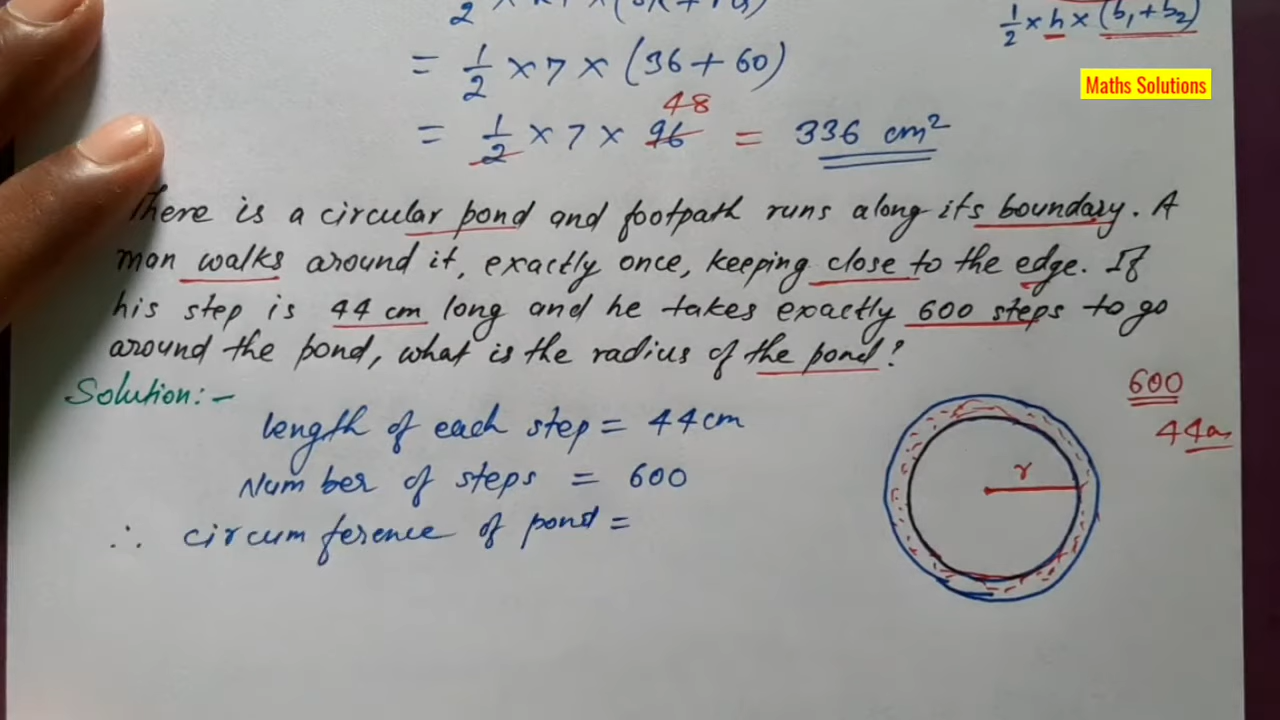 ½ × h × (b₁ + b₂)
= ½ × 7 × (36 + 60)
Maths Solutions
48
= ½ × 7 × 96 = 336 cm²
There is a circular pond and footpath runs along its boundary. A
man walks around it, exactly once, keeping close to the edge. If
his step is 44 cm long and he takes exactly 600 steps to go
around the pond, what is the radius of the pond?
Solution:-
600
44
length of each step = 44cm
Number of steps = 600
r
∴ circumference of pond =